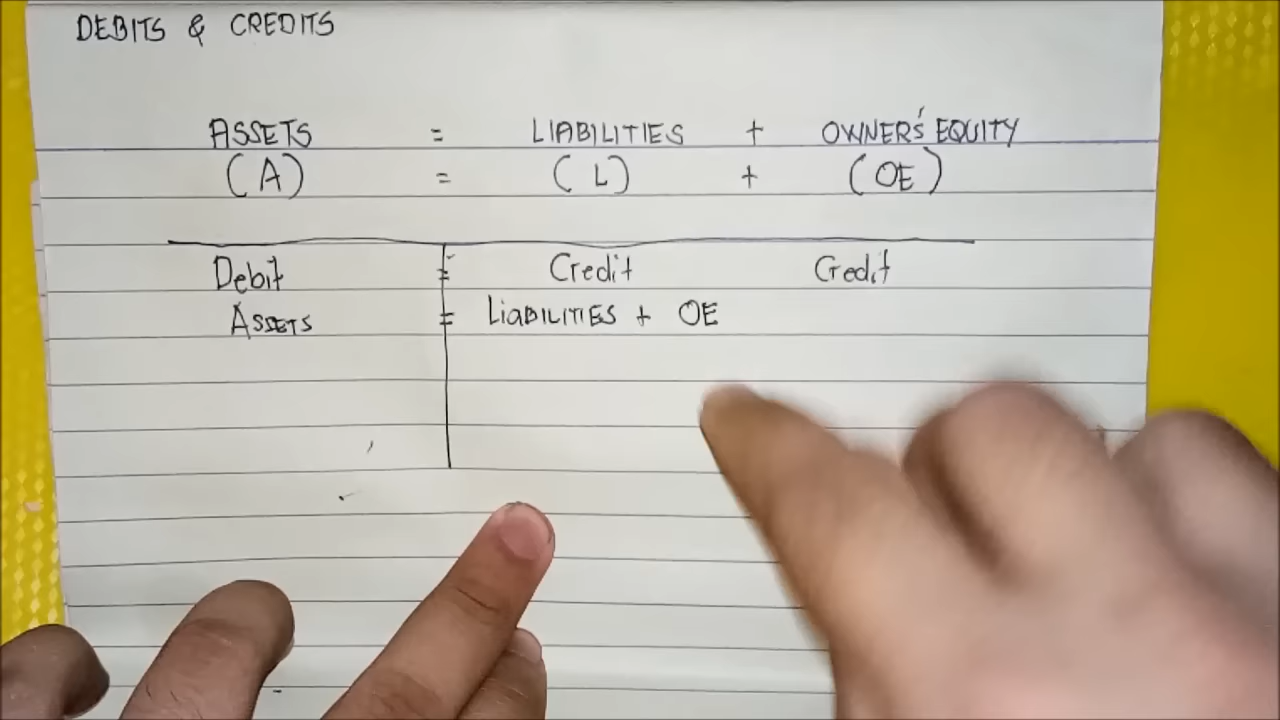 DEBITS & CREDITS
ASSETS = LIABILITIES + OWNER'S EQUITY
(A) = (L) + (OE)
Debit = Credit Credit
ASSETS = LIABILITIES + OE